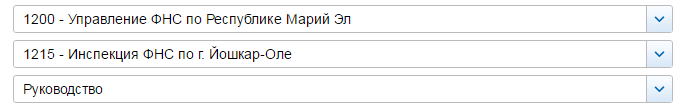 1200 - Управление ФНС по Республике Марий Эл
1215 - Инспекция ФНС по г. Йошкар-Оле
Руководство